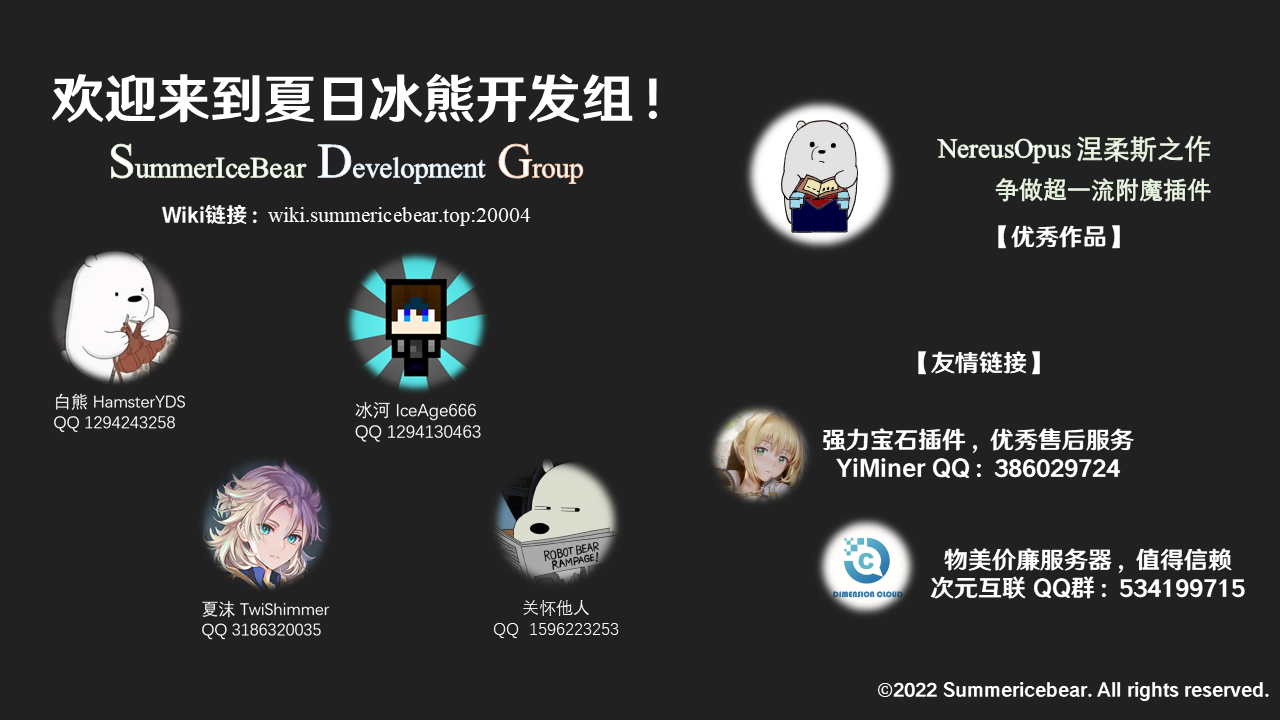 欢迎来到夏日冰熊开发组！
SummerIceBear Development Group
Wiki链接：wiki.summericebear.top:20004
白熊 HamsterYDS
QQ 1294243258
冰河 IceAge666
QQ 1294130463
夏沫 TwiShimmer
QQ 3186320035
ROBOT BEAR
RAMPAGE!
关怀他人
QQ 1596223253
NereusOpus 涅柔斯之作
争做超一流附魔插件
【优秀作品】
【友情链接】
强力宝石插件，优秀售后服务
YiMiner QQ：386029724
C
DIMENSION CLOUD
物美价廉服务器，值得信赖
次元互联 QQ群：534199715
©2022 Summericebear. All rights reserved.